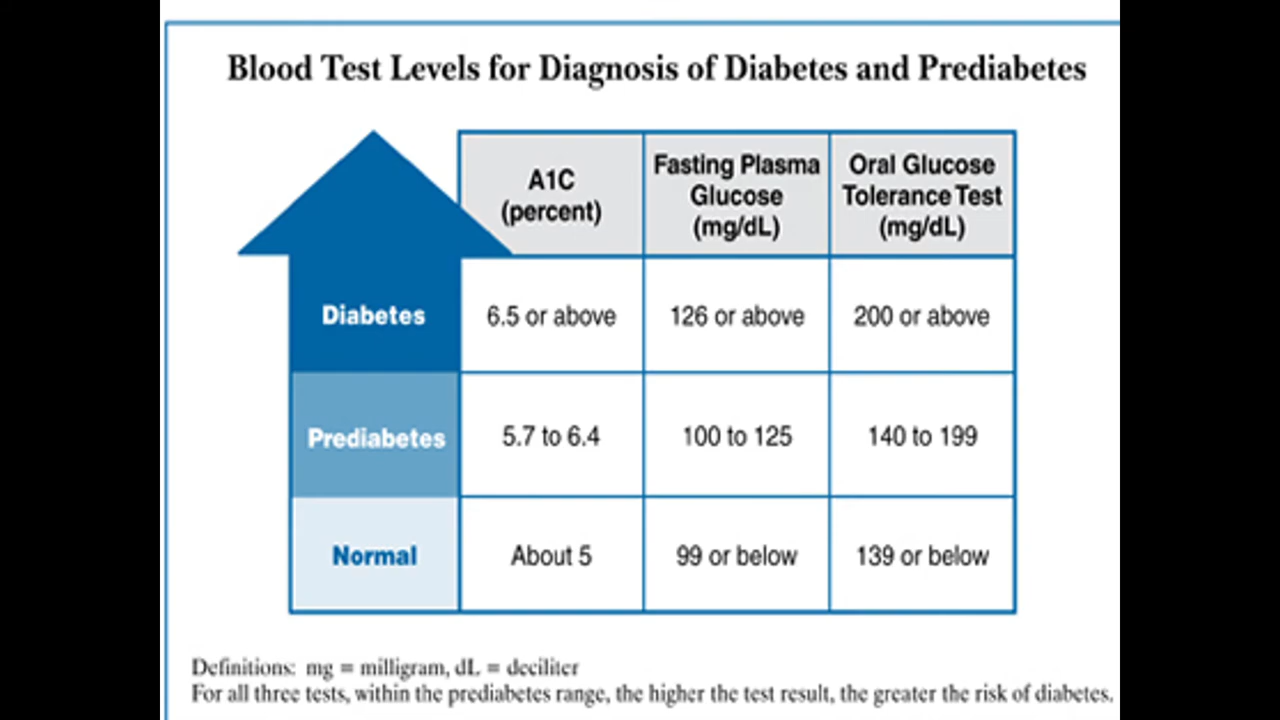 Blood Test Levels for Diagnosis of Diabetes and Prediabetes
A1C
(percent)
Fasting Plasma
Glucose
(mg/dL)
Oral Glucose
Tolerance Test
(mg/dL)
Diabetes
6.5 or above
126 or above
200 or above
Prediabetes
5.7 to 6.4
100 to 125
140 to 199
Normal
About 5
99 or below
139 or below
Definitions: mg = milligram, dL = deciliter
For all three tests, within the prediabetes range, the higher the test result, the greater the risk of diabetes.